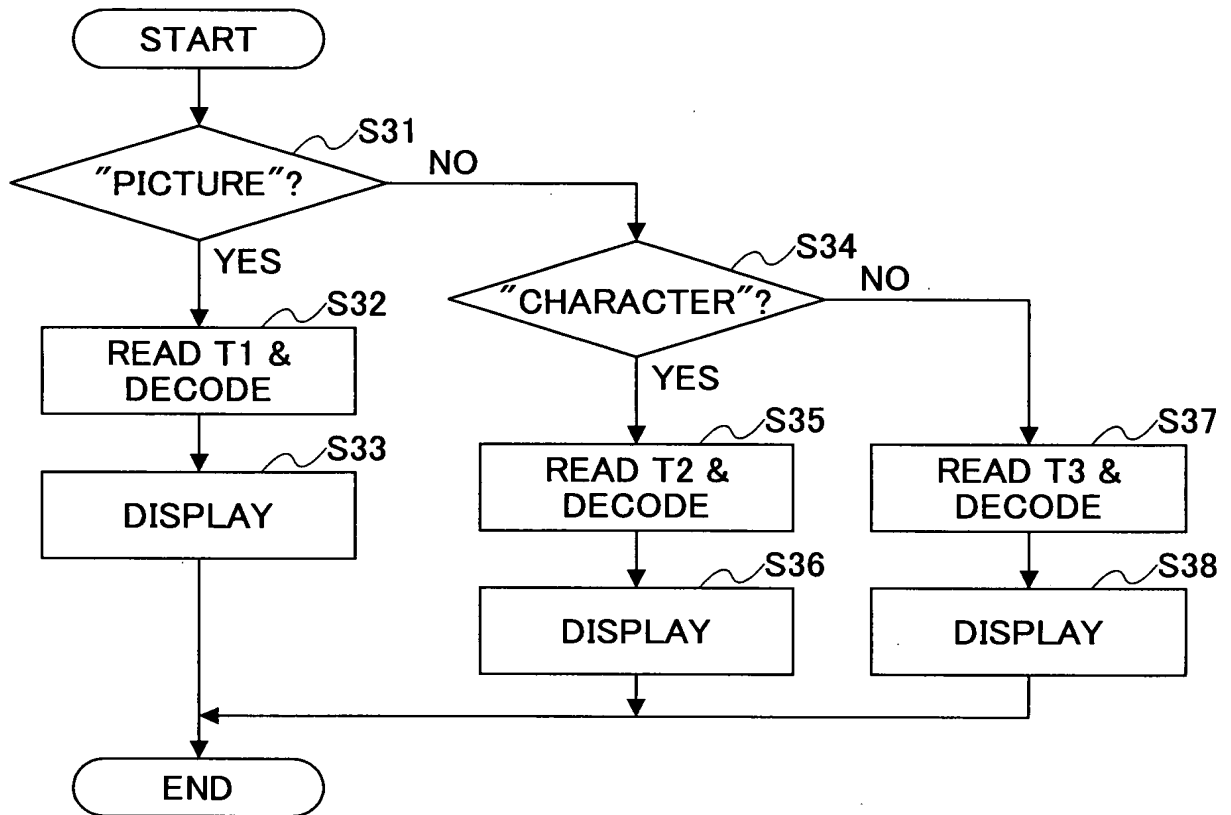 START
S31
"PICTURE"?
NO
YES
S34
"CHARACTER"?
NO
YES
S32
READ T1 &
DECODE
S33
DISPLAY
S35
READ T2 &
DECODE
S36
DISPLAY
S37
READ T3 &
DECODE
S38
DISPLAY
END